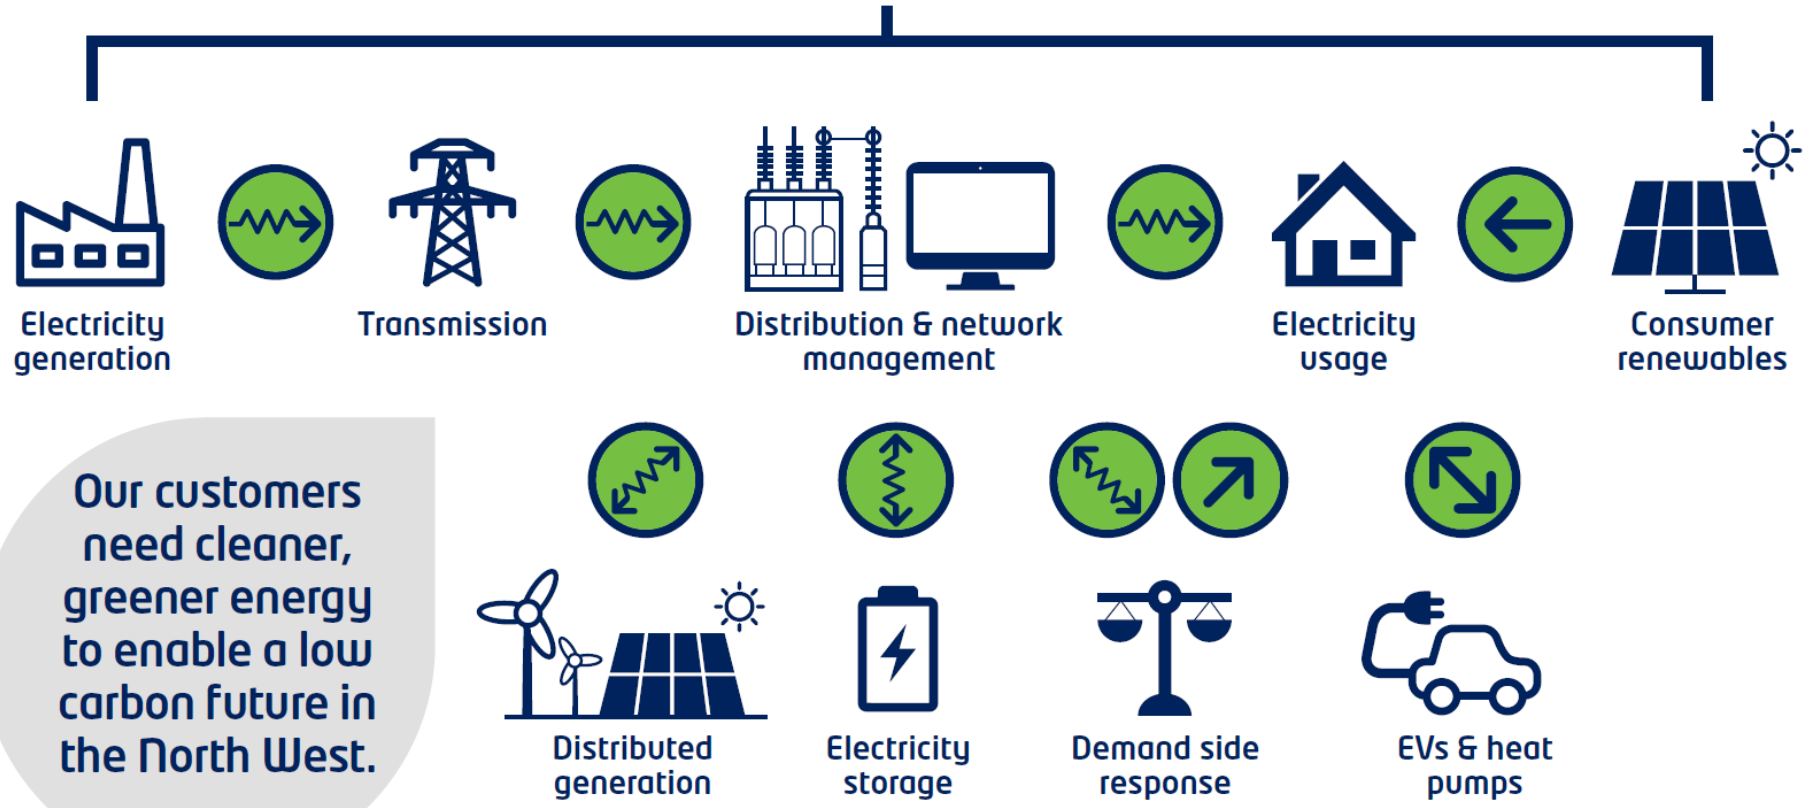 Electricity
generation
Transmission
Distribution & network
management
Electricity
usage
Consumer
renewables
Our customers
need cleaner,
greener energy
to enable a low
carbon future in
the North West.
Distributed
generation
Electricity
storage
Demand side
response
EVs & heat
pumps